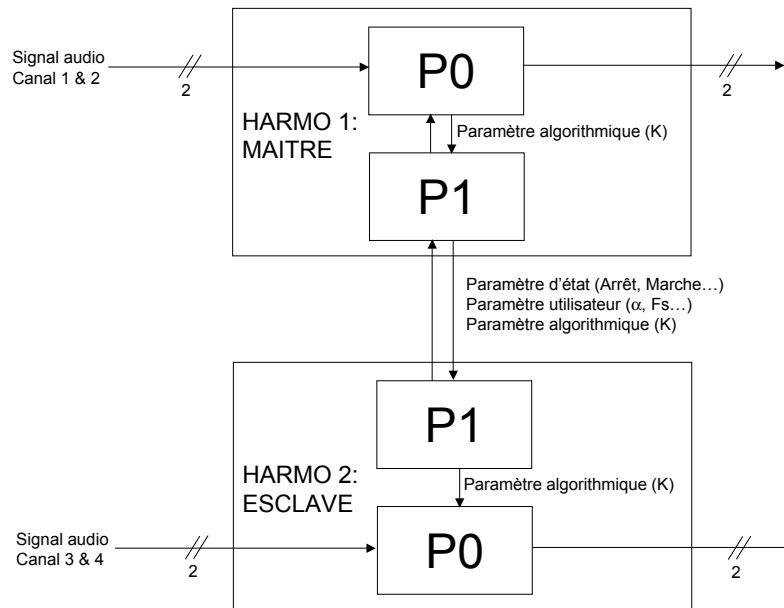 Signal audio
Canal 1 & 2
2
P0
2
HARMO 1:
MAITRE
Paramètre algorithmique (K)
P1
Paramètre d’état (Arrêt, Marche…)
Paramètre utilisateur (α, Fs…)
Paramètre algorithmique (K)
P1
HARMO 2:
ESCLAVE
Paramètre algorithmique (K)
Signal audio
Canal 3 & 4
2
P0
2